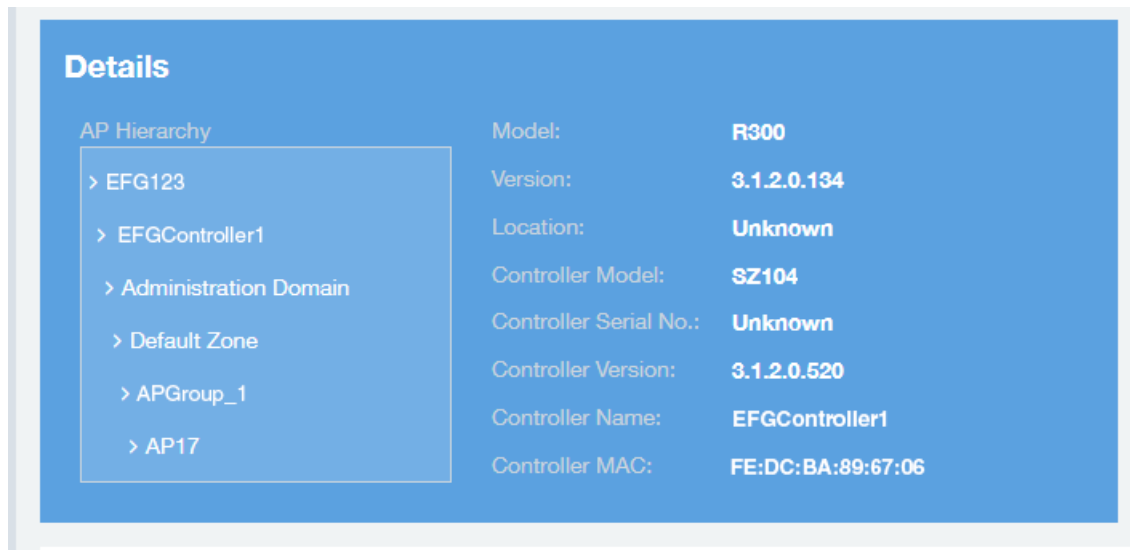 Details
AP Hierarchy
> EFG123
> EFGController1
> Administration Domain
> Default Zone
> APGroup_1
> AP17
Model: R300
Version: 3.1.2.0.134
Location: Unknown
Controller Model: SZ104
Controller Serial No.: Unknown
Controller Version: 3.1.2.0.520
Controller Name: EFGController1
Controller MAC: FE:DC:BA:89:67:06